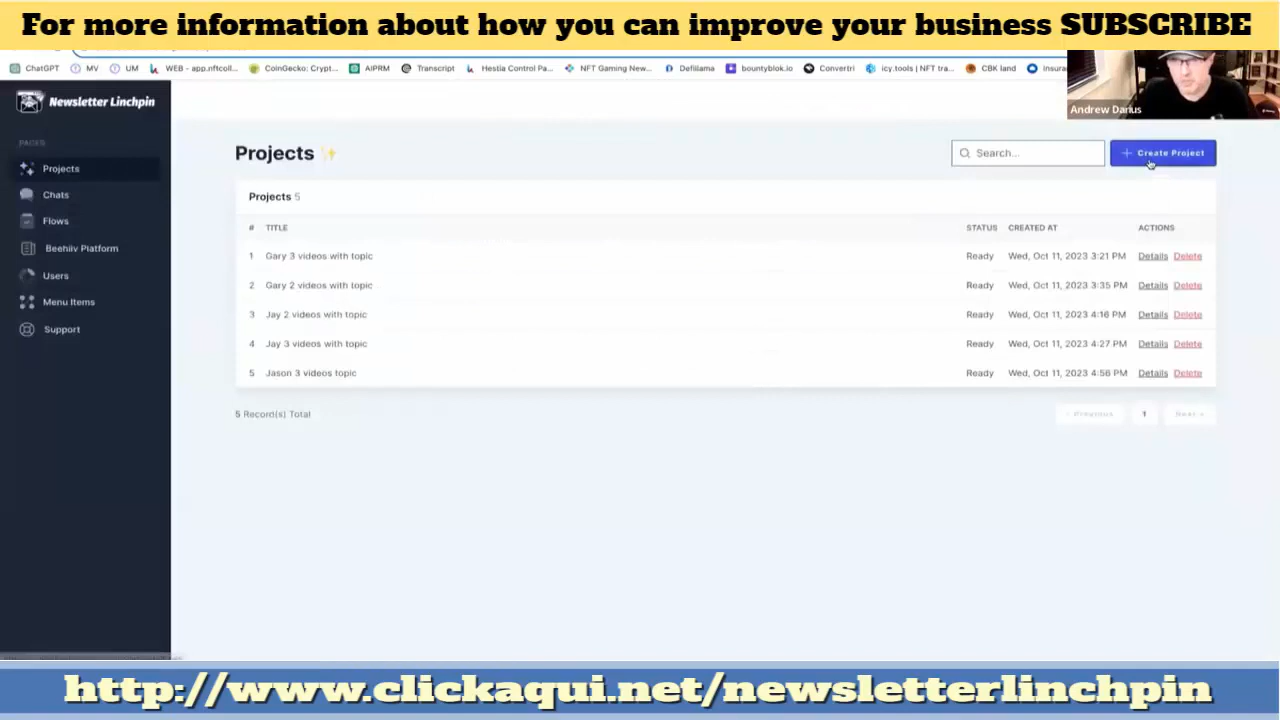 For more information about how you can improve your business SUBSCRIBE
ChatGPT MV UM WEB - app.nftcoll... CoinGecko: Crypt... AIPRM Transcript Hestia Control Pa... NFT Gaming New... Defillama bountyblok.io Convertri icy.tools | NFT tra... CBK land Insura
Andrew Darius
Newsletter Linchpin
PAGES
Projects
Chats
Flows
Beehiiv Platform
Users
Menu Items
Support
Projects
Search...
Create Project
Projects 5
# TITLE STATUS CREATED AT ACTIONS
1 Gary 3 videos with topic Ready Wed, Oct 11, 2023 3:21 PM Details Delete
2 Gary 2 videos with topic Ready Wed, Oct 11, 2023 3:35 PM Details Delete
3 Jay 2 videos with topic Ready Wed, Oct 11, 2023 4:16 PM Details Delete
4 Jay 3 videos with topic Ready Wed, Oct 11, 2023 4:27 PM Details Delete
5 Jason 3 videos topic Ready Wed, Oct 11, 2023 4:56 PM Details Delete
5 Record(s) Total
« Previous 1 Next »
http://www.clickaqui.net/newsletterlinchpin